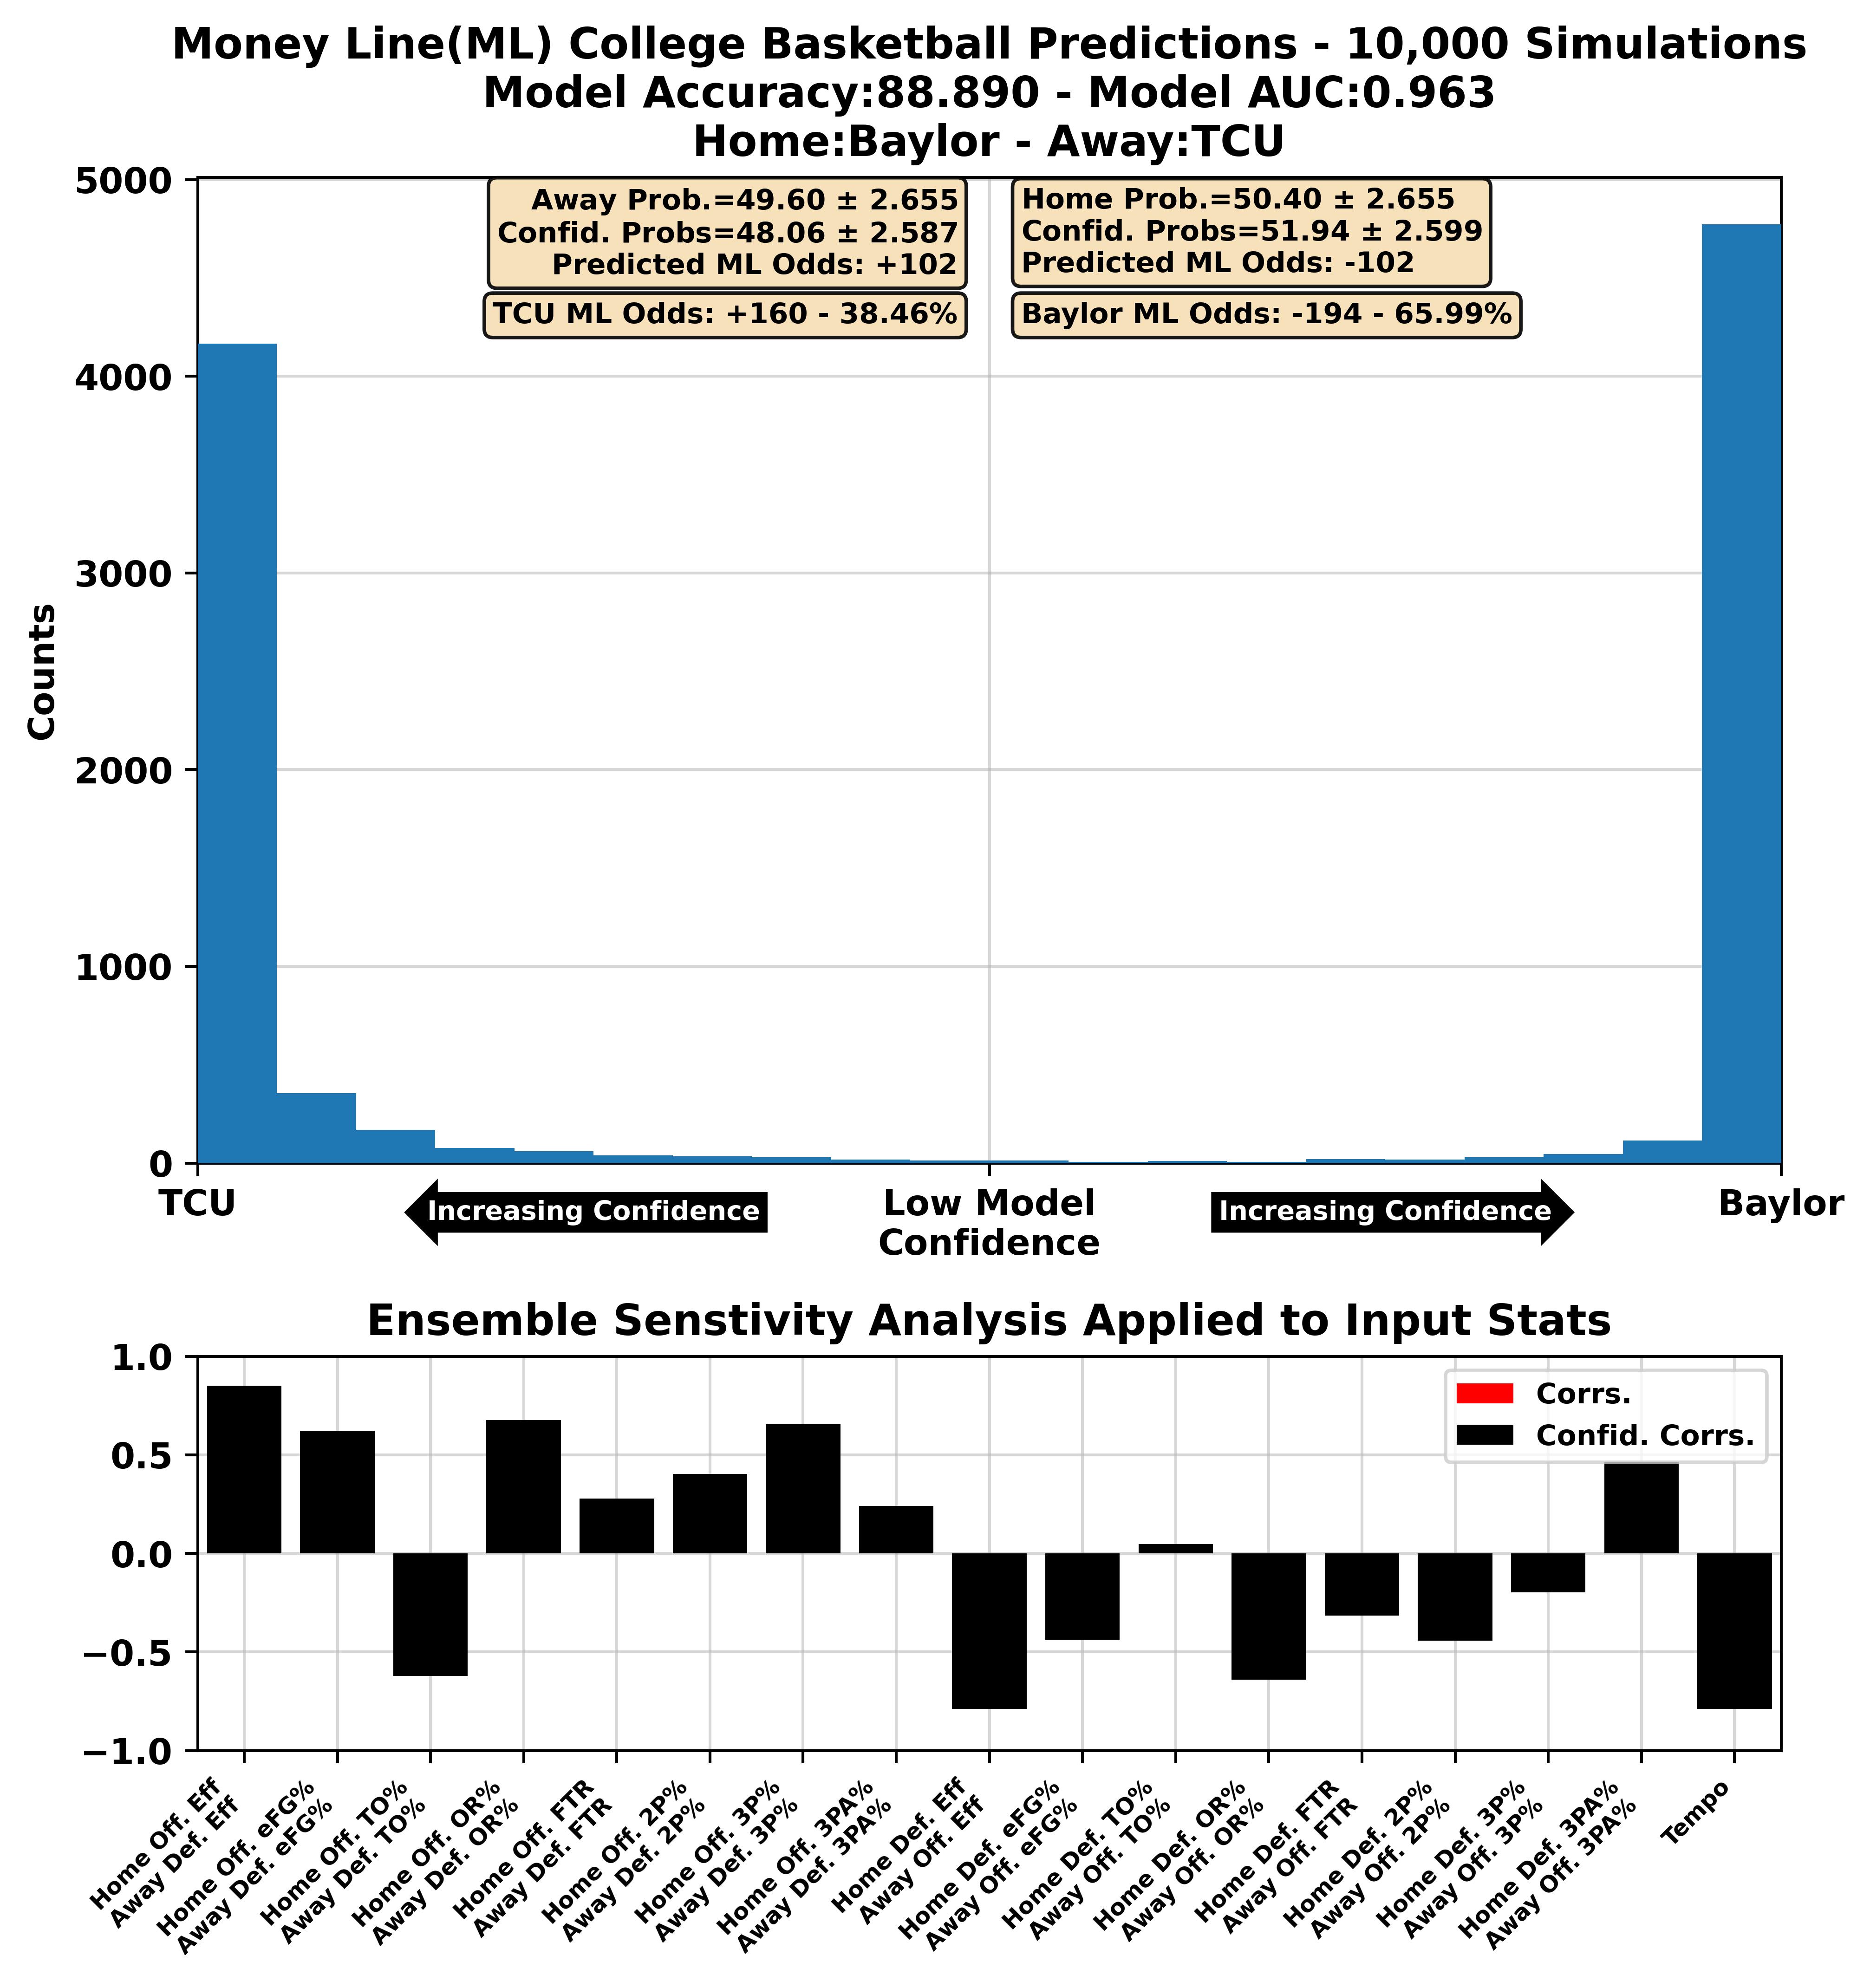 Money Line(ML) College Basketball Predictions - 10,000 Simulations
Model Accuracy:88.890 - Model AUC:0.963
Home:Baylor - Away:TCU
Away Prob.=49.60 ± 2.655
Confid. Probs=48.06 ± 2.587
Predicted ML Odds: +102
TCU ML Odds: +160 - 38.46%
Home Prob.=50.40 ± 2.655
Confid. Probs=51.94 ± 2.599
Predicted ML Odds: -102
Baylor ML Odds: -194 - 65.99%
5000
4000
3000
2000
1000
0
Counts
TCU
Increasing Confidence
Low Model
Confidence
Increasing Confidence
Baylor
Ensemble Senstivity Analysis Applied to Input Stats
1.0
0.5
0.0
−0.5
−1.0
Corrs.
Confid. Corrs.
Home Off. Eff
Away Def. Eff
Home Off. eFG%
Away Def. eFG%
Home Off. TO%
Away Def. TO%
Home Off. OR%
Away Def. OR%
Home Off. FTR
Away Def. FTR
Home Off. 2P%
Away Def. 2P%
Home Off. 3P%
Away Def. 3P%
Home Off. 3PA%
Away Def. 3PA%
Home Def. Eff
Away Off. Eff
Home Def. eFG%
Away Off. eFG%
Home Def. TO%
Away Off. TO%
Home Def. OR%
Away Off. OR%
Home Def. FTR
Away Off. FTR
Home Def. 2P%
Away Off. 2P%
Home Def. 3P%
Away Off. 3P%
Home Def. 3PA%
Away Off. 3PA%
Tempo